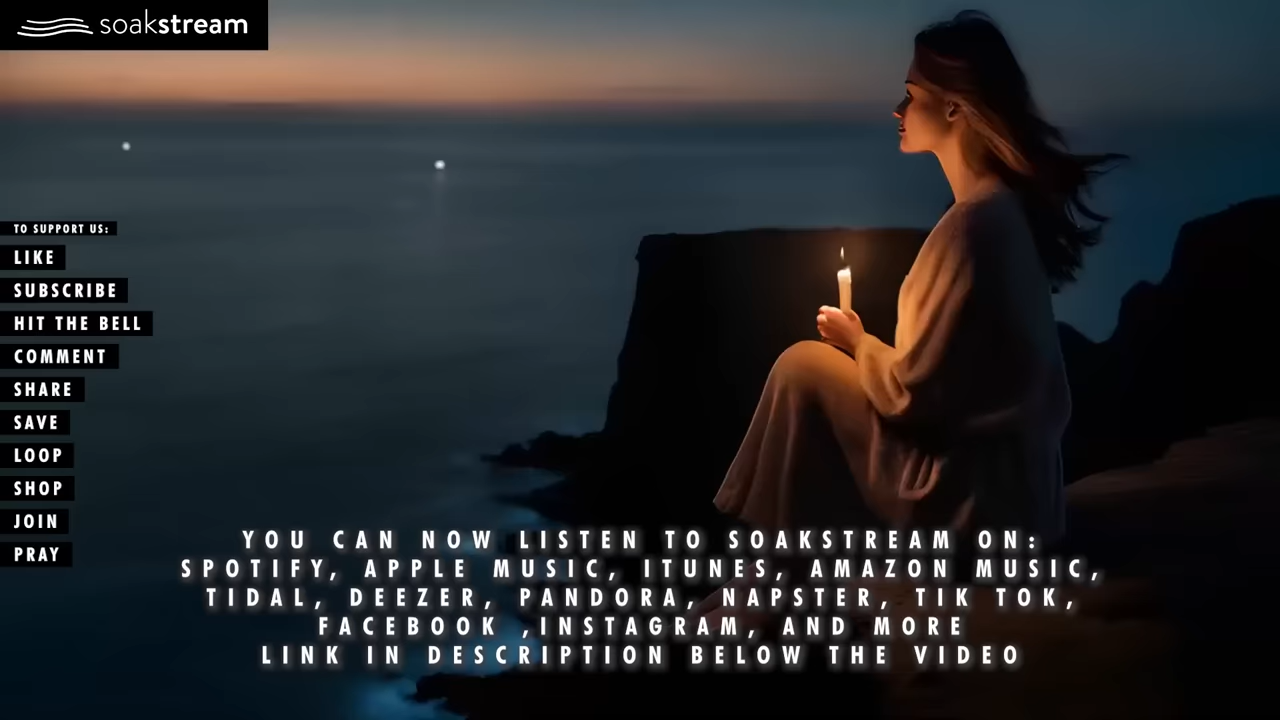 soakstream
TO SUPPORT US:
LIKE
SUBSCRIBE
HIT THE BELL
COMMENT
SHARE
SAVE
LOOP
SHOP
JOIN
PRAY
YOU CAN NOW LISTEN TO SOAKSTREAM ON:
SPOTIFY, APPLE MUSIC, ITUNES, AMAZON MUSIC,
TIDAL, DEEZER, PANDORA, NAPSTER, TIK TOK,
FACEBOOK ,INSTAGRAM, AND MORE
LINK IN DESCRIPTION BELOW THE VIDEO